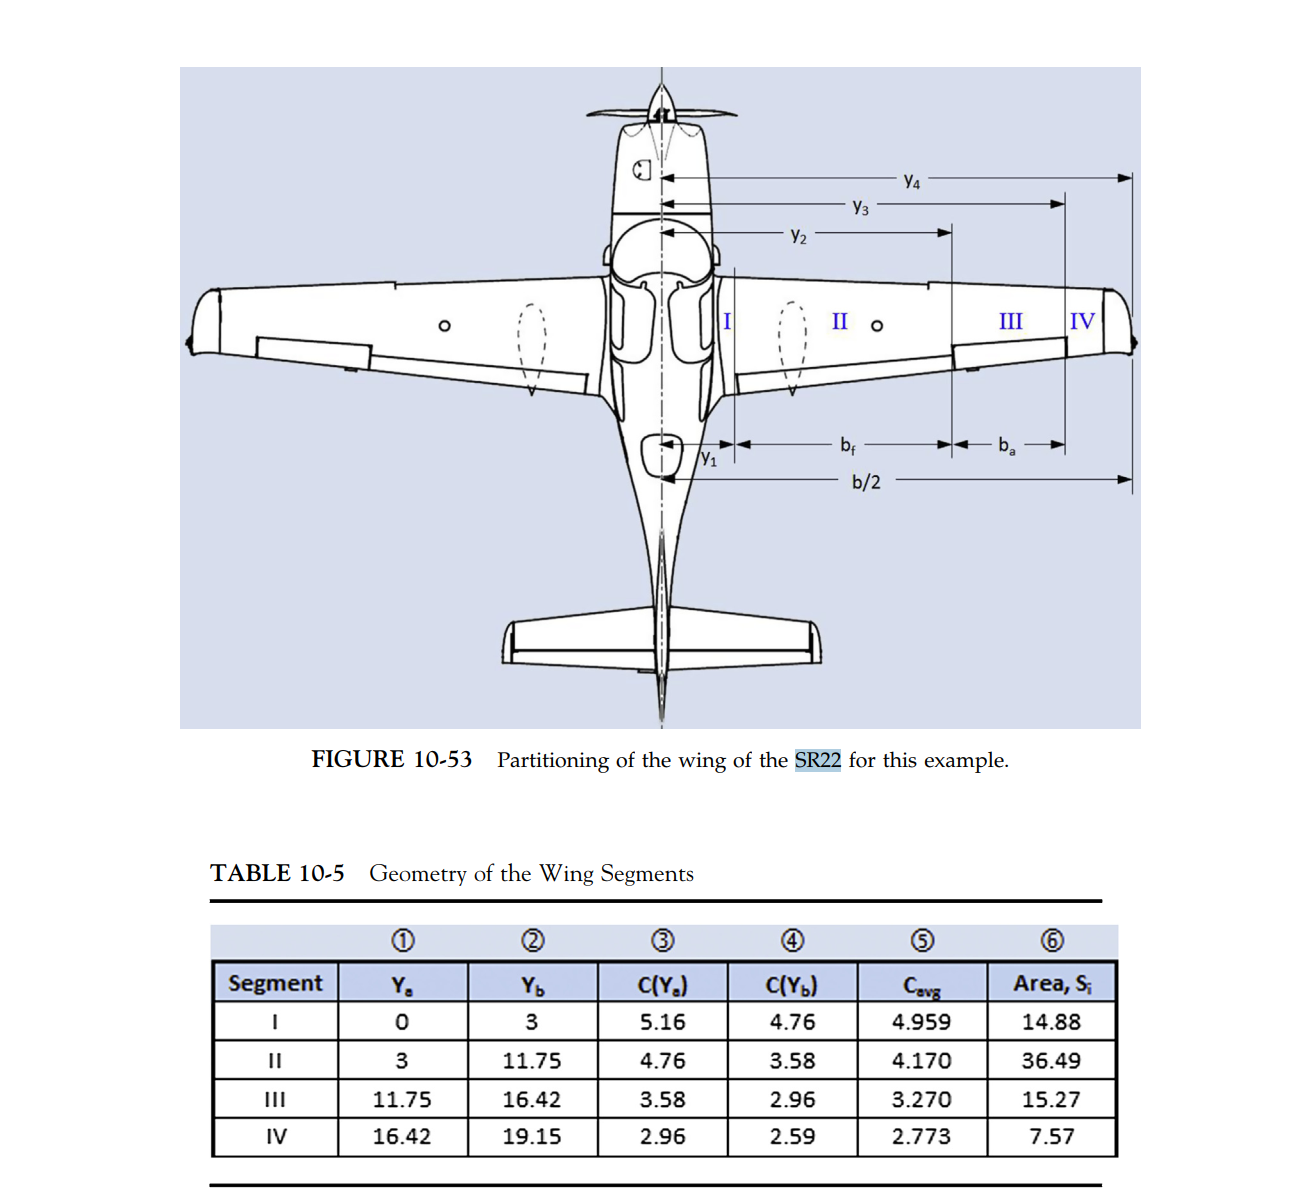 y4
y3
y2
I II III IV
y1 bf ba
b/2
FIGURE 10-53 Partitioning of the wing of the SR22 for this example.
TABLE 10-5 Geometry of the Wing Segments
① ② ③ ④ ⑤ ⑥
Segment Ya Yb C(Ya) C(Yb) Cavg Area, Si
I 0 3 5.16 4.76 4.959 14.88
II 3 11.75 4.76 3.58 4.170 36.49
III 11.75 16.42 3.58 2.96 3.270 15.27
IV 16.42 19.15 2.96 2.59 2.773 7.57